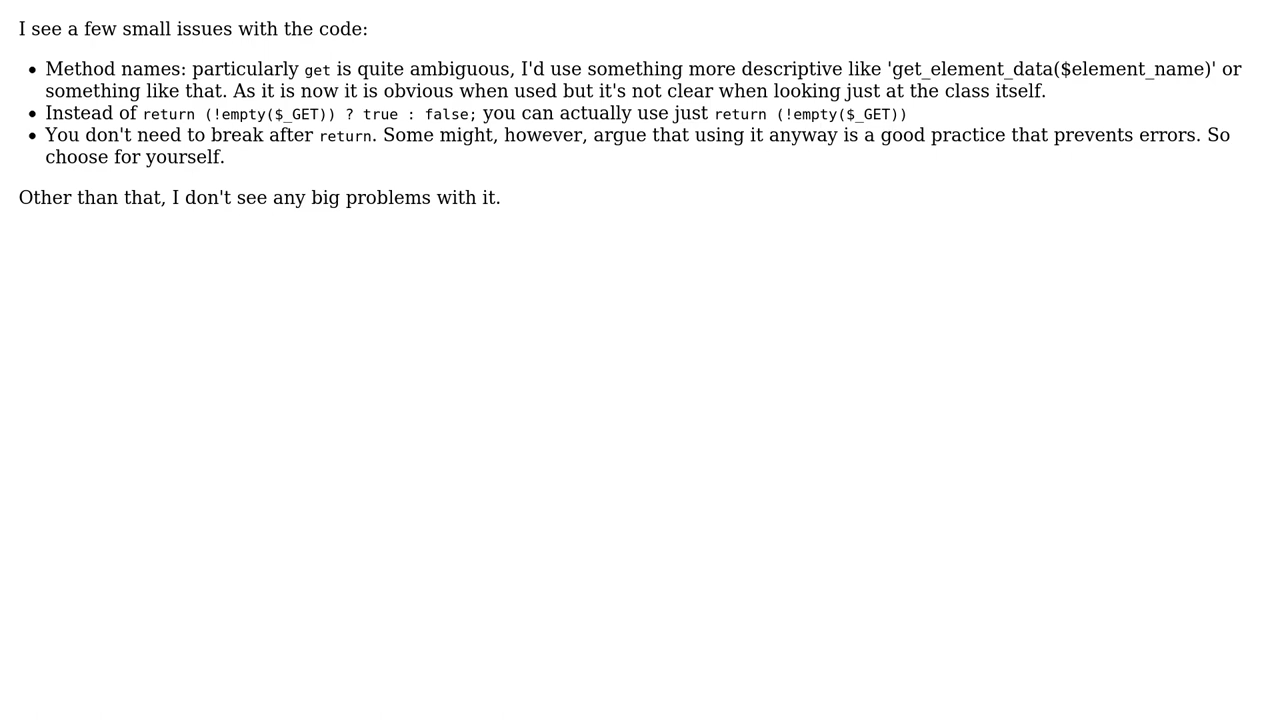 I see a few small issues with the code:
• Method names: particularly get is quite ambiguous, I'd use something more descriptive like 'get_element_data($element_name)' or
something like that. As it is now it is obvious when used but it's not clear when looking just at the class itself.
• Instead of return (!empty($_GET)) ? true : false; you can actually use just return (!empty($_GET))
• You don't need to break after return. Some might, however, argue that using it anyway is a good practice that prevents errors. So
choose for yourself.
Other than that, I don't see any big problems with it.